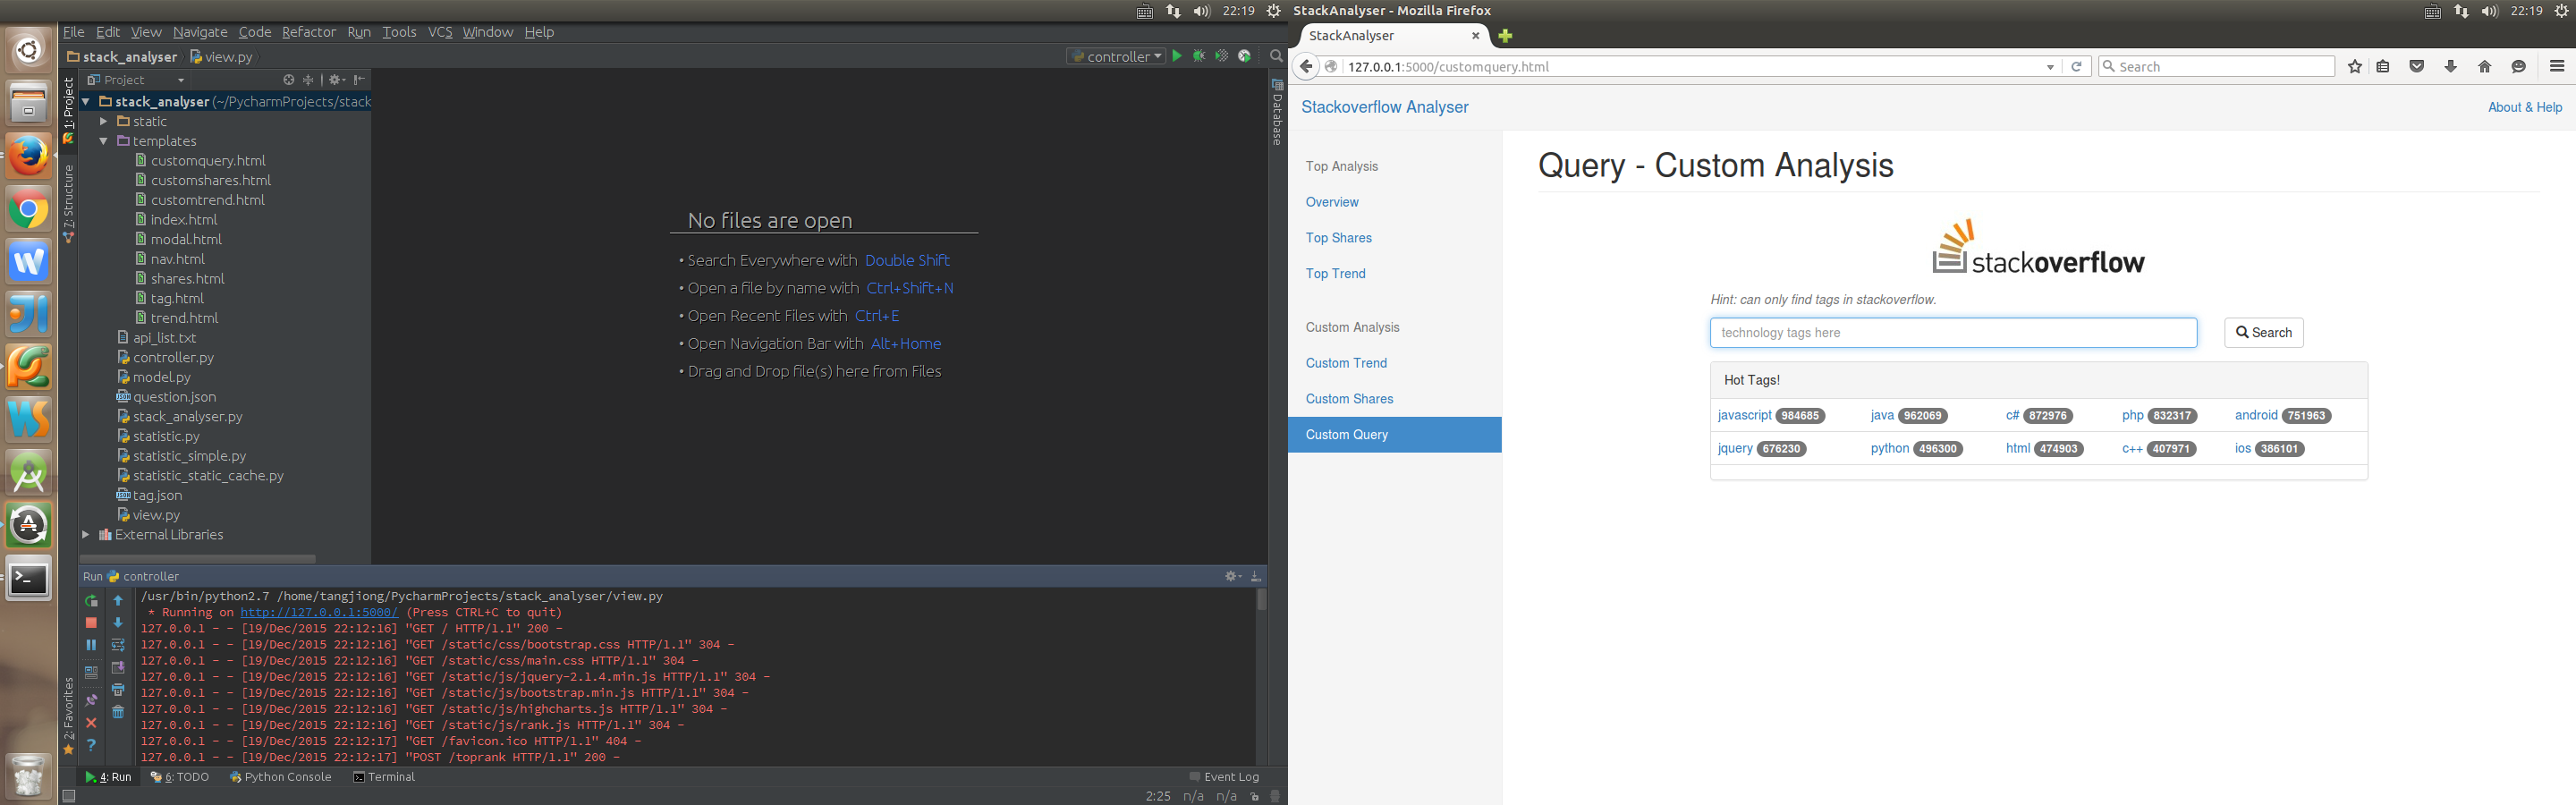 22:19
File Edit View Navigate Code Refactor Run Tools VCS Window Help
stack_analyser view.py
controller
Project
1: Project
7: Structure
2: Favorites
Database
stack_analyser (~/PycharmProjects/stack
static
templates
customquery.html
customshares.html
customtrend.html
index.html
modal.html
nav.html
shares.html
tag.html
trend.html
api_list.txt
controller.py
model.py
question.json
stack_analyser.py
statistic.py
statistic_simple.py
statistic_static_cache.py
tag.json
view.py
External Libraries
No files are open
• Search Everywhere with Double Shift
• Open a file by name with Ctrl+Shift+N
• Open Recent Files with Ctrl+E
• Open Navigation Bar with Alt+Home
• Drag and Drop file(s) here from Files
Run controller
/usr/bin/python2.7 /home/tangjiong/PycharmProjects/stack_analyser/view.py
* Running on http://127.0.0.1:5000/ (Press CTRL+C to quit)
127.0.0.1 - - [19/Dec/2015 22:12:16] "GET / HTTP/1.1" 200 -
127.0.0.1 - - [19/Dec/2015 22:12:16] "GET /static/css/bootstrap.css HTTP/1.1" 304 -
127.0.0.1 - - [19/Dec/2015 22:12:16] "GET /static/css/main.css HTTP/1.1" 304 -
127.0.0.1 - - [19/Dec/2015 22:12:16] "GET /static/js/jquery-2.1.4.min.js HTTP/1.1" 304 -
127.0.0.1 - - [19/Dec/2015 22:12:16] "GET /static/js/bootstrap.min.js HTTP/1.1" 304 -
127.0.0.1 - - [19/Dec/2015 22:12:16] "GET /static/js/highcharts.js HTTP/1.1" 304 -
127.0.0.1 - - [19/Dec/2015 22:12:16] "GET /static/js/rank.js HTTP/1.1" 304 -
127.0.0.1 - - [19/Dec/2015 22:12:17] "GET /favicon.ico HTTP/1.1" 404 -
127.0.0.1 - - [19/Dec/2015 22:12:17] "POST /toprank HTTP/1.1" 200 -
4: Run 6: TODO Python Console Terminal Event Log
2:25 n/a n/a
StackAnalyser - Mozilla Firefox 22:19
StackAnalyser
127.0.0.1:5000/customquery.html Search
Stackoverflow Analyser About & Help
Top Analysis
Overview
Top Shares
Top Trend
Custom Analysis
Custom Trend
Custom Shares
Custom Query
Query - Custom Analysis
stackoverflow
Hint: can only find tags in stackoverflow.
technology tags here Search
Hot Tags!
javascript 984685 java 962069 c# 872976 php 832317 android 751963
jquery 676230 python 496300 html 474903 c++ 407971 ios 386101